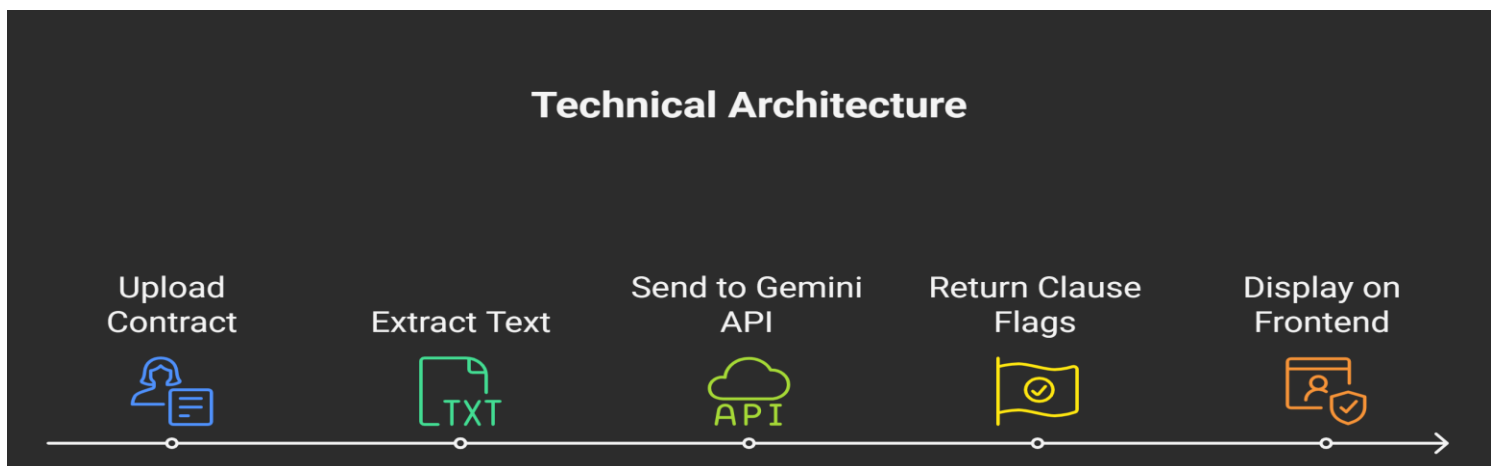 Technical Architecture
Upload
Contract
Extract Text
Send to Gemini
API
Return Clause
Flags
Display on
Frontend
TXT
API